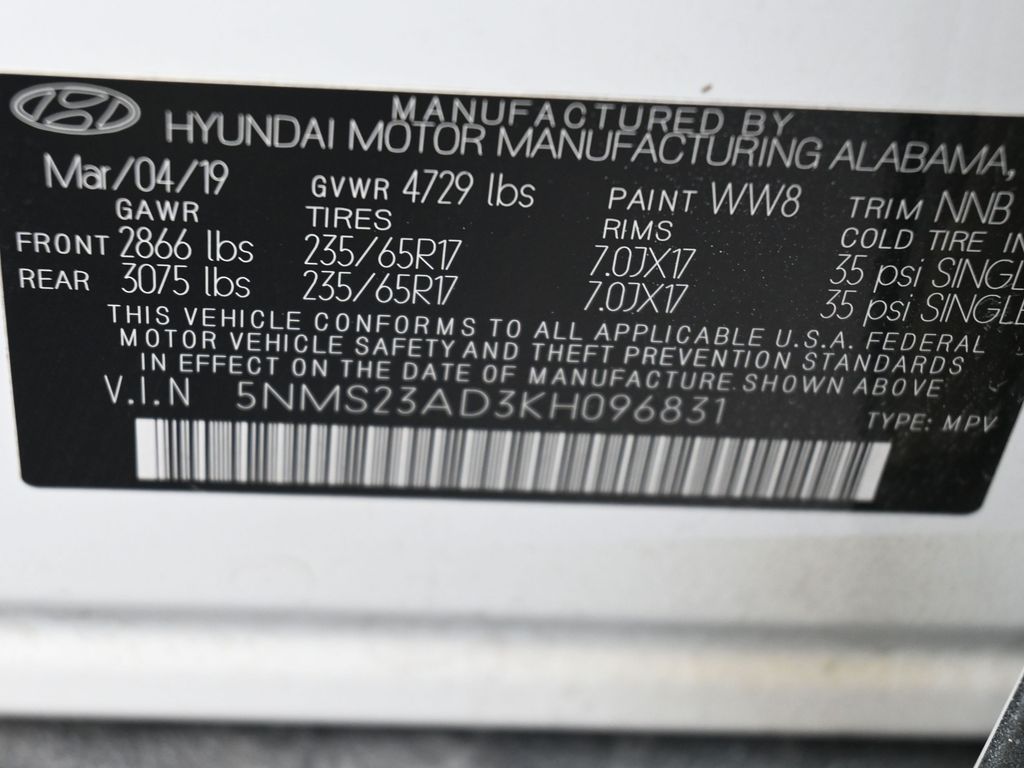 MANUFACTURED BY
HYUNDAI MOTOR MANUFACTURING ALABAMA,
Mar/04/19 GVWR 4729 lbs PAINT WW8 TRIM NNB
GAWR TIRES RIMS COLD TIRE IN
FRONT 2866 lbs 235/65R17 7.0JX17 35 psi SINGLE
REAR 3075 lbs 235/65R17 7.0JX17 35 psi SINGLE
THIS VEHICLE CONFORMS TO ALL APPLICABLE U.S.A. FEDERAL
MOTOR VEHICLE SAFETY AND THEFT PREVENTION STANDARDS
IN EFFECT ON THE DATE OF MANUFACTURE SHOWN ABOVE
V.I.N 5NMS23AD3KH096831 TYPE: MPV